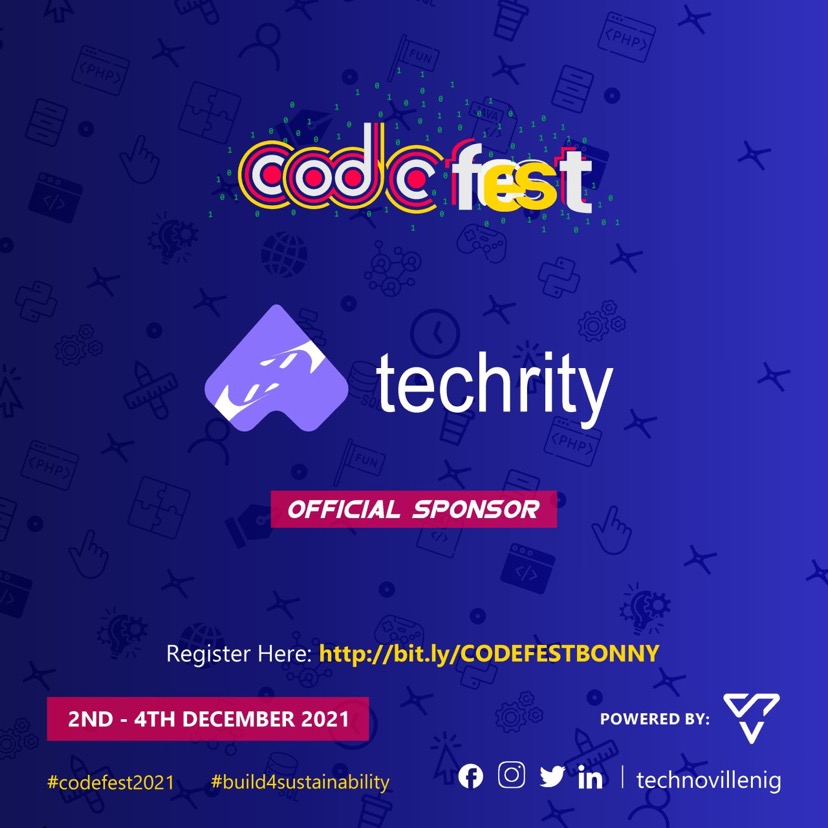 codefest
techrity
OFFICIAL SPONSOR
Register Here: http://bit.ly/CODEFESTBONNY
2ND - 4TH DECEMBER 2021
POWERED BY:
#codefest2021 #build4sustainability
technovillenig